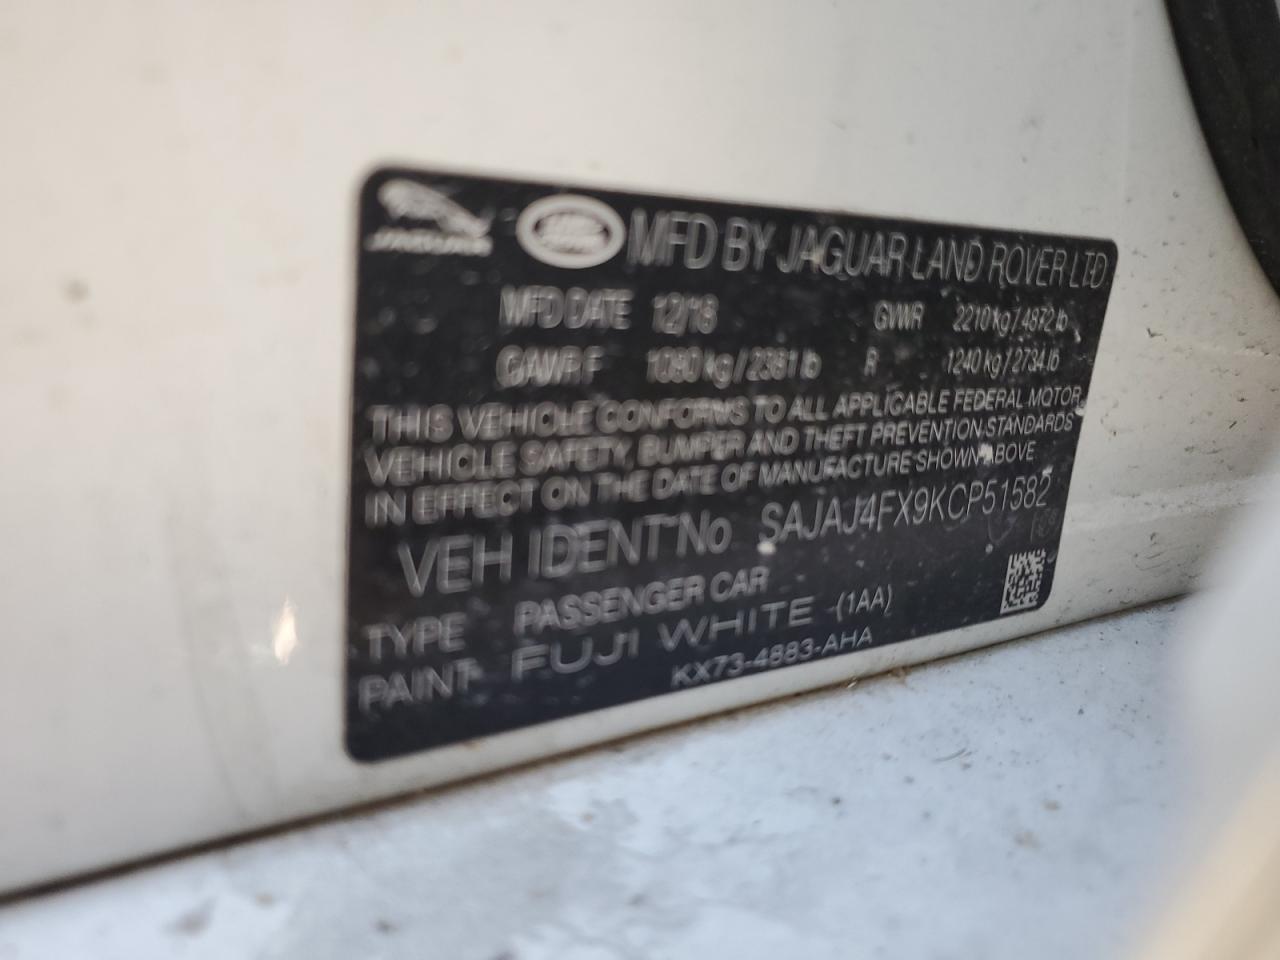 JAGUAR
MFD BY JAGUAR LAND ROVER LTD
MFD DATE 12/18 GVWR 2210 kg / 4872 lb
GAWR F 1080 kg / 2381 lb R 1240 kg / 2734 lb
THIS VEHICLE CONFORMS TO ALL APPLICABLE FEDERAL MOTOR
VEHICLE SAFETY, BUMPER AND THEFT PREVENTION STANDARDS
IN EFFECT ON THE DATE OF MANUFACTURE SHOWN ABOVE
VEH IDENT No SAJAJ4FX9KCP51582
TYPE PASSENGER CAR
PAINT FUJI WHITE (1AA)
KX73-4883-AHA